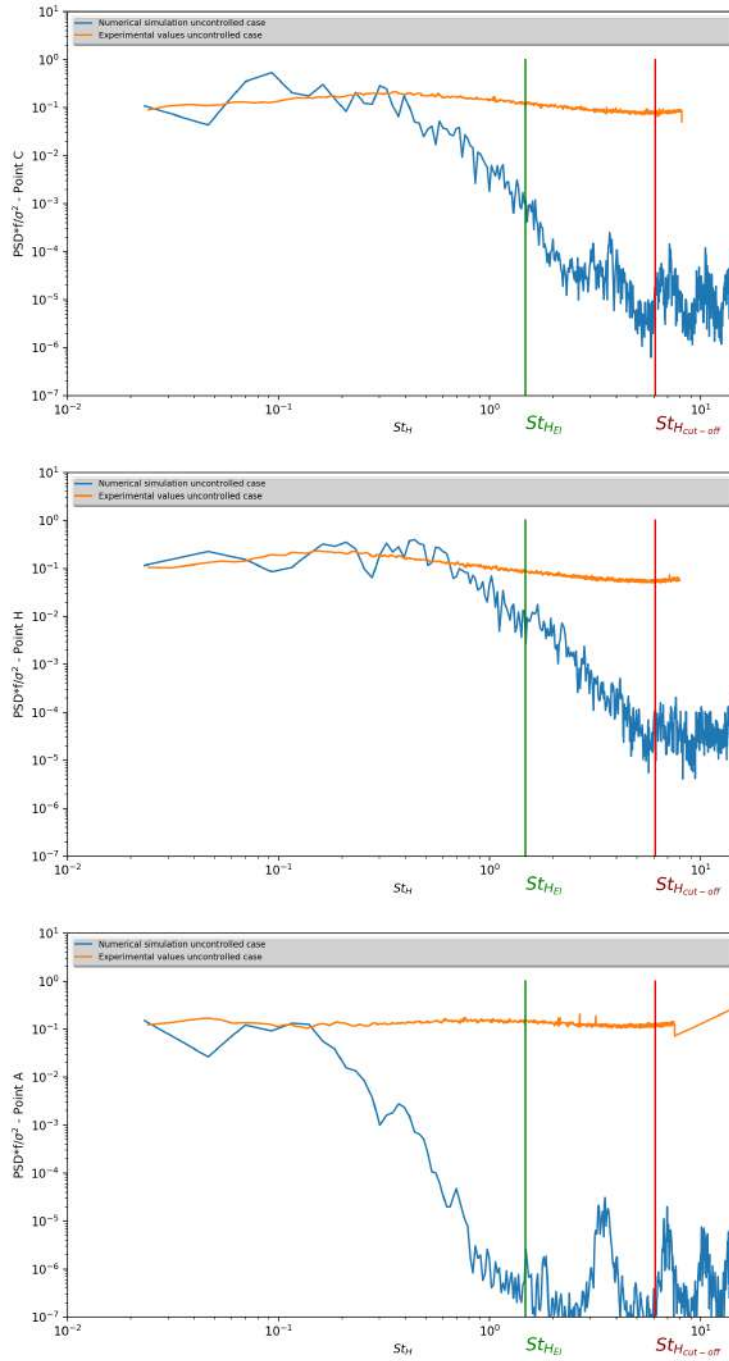 10^1
Numerical simulation uncontrolled case
Experimental values uncontrolled case
10^0
10^-1
10^-2
10^-3
10^-4
10^-5
10^-6
10^-7
PSD*f/σ^2 - Point C
10^-2 10^-1 10^0 10^1
St_H St_{H_{EI}} St_{H_{cut-off}}
10^1
Numerical simulation uncontrolled case
Experimental values uncontrolled case
10^0
10^-1
10^-2
10^-3
10^-4
10^-5
10^-6
10^-7
PSD*f/σ^2 - Point H
10^-2 10^-1 10^0 10^1
St_H St_{H_{EI}} St_{H_{cut-off}}
10^1
Numerical simulation uncontrolled case
Experimental values uncontrolled case
10^0
10^-1
10^-2
10^-3
10^-4
10^-5
10^-6
10^-7
PSD*f/σ^2 - Point A
10^-2 10^-1 10^0 10^1
St_H St_{H_{EI}} St_{H_{cut-off}}